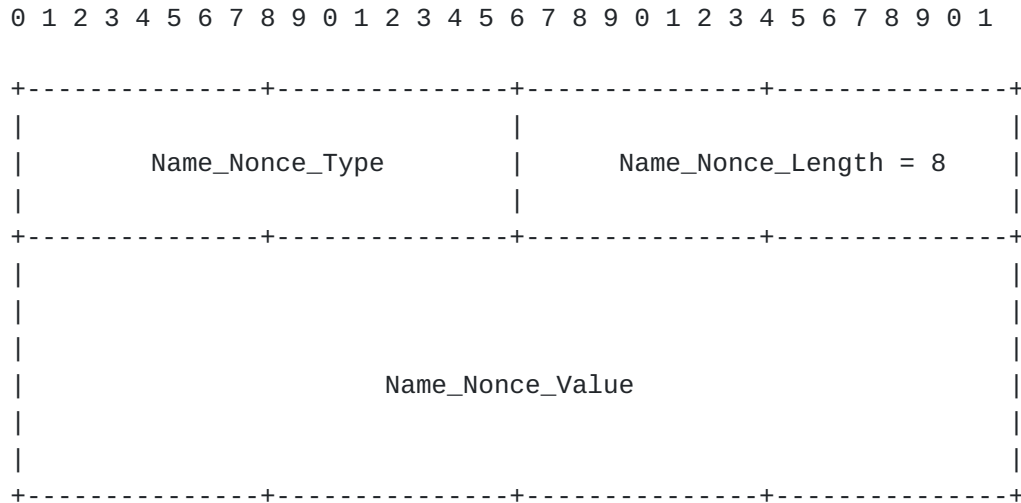 0 1 2 3 4 5 6 7 8 9 0 1 2 3 4 5 6 7 8 9 0 1 2 3 4 5 6 7 8 9 0 1
+---------------+---------------+---------------+---------------+
|                               |                               |
|        Name_Nonce_Type        |      Name_Nonce_Length = 8    |
|                               |                               |
+---------------+---------------+---------------+---------------+
|                                                               |
|                                                               |
|                                                               |
|                       Name_Nonce_Value                        |
|                                                               |
|                                                               |
+---------------+---------------+---------------+---------------+